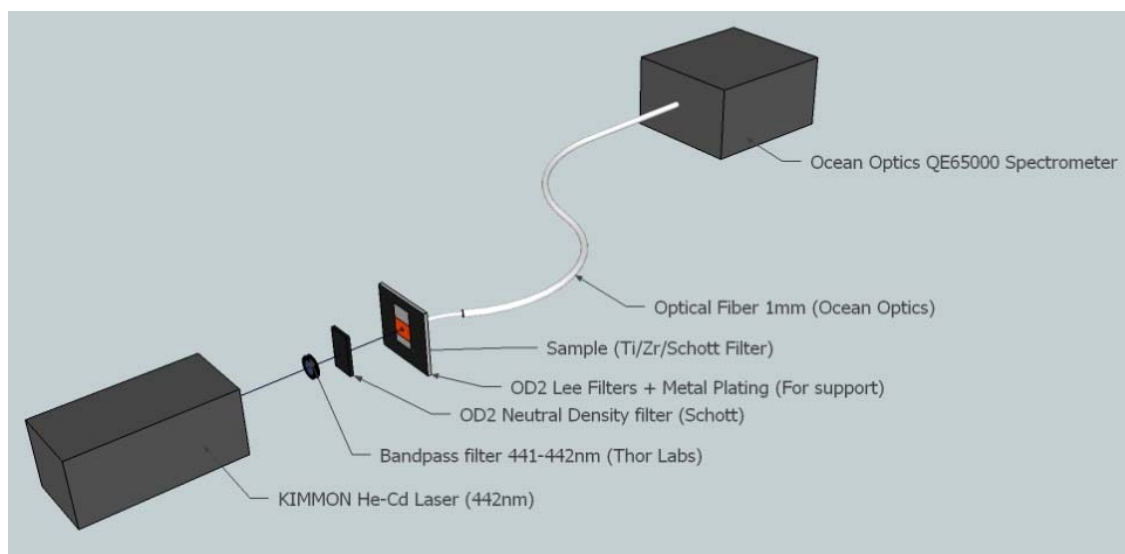 Ocean Optics QE65000 Spectrometer
Optical Fiber 1mm (Ocean Optics)
Sample (Ti/Zr/Schott Filter)
OD2 Lee Filters + Metal Plating (For support)
OD2 Neutral Density filter (Schott)
Bandpass filter 441-442nm (Thor Labs)
KIMMON He-Cd Laser (442nm)